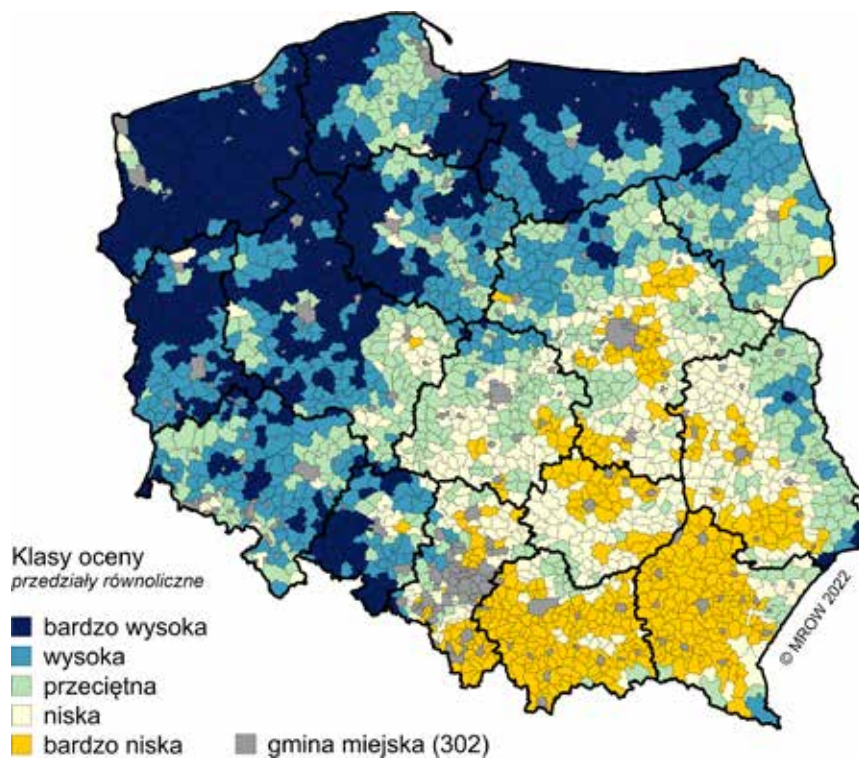 Klasy oceny
przedziały równoliczne
bardzo wysoka
wysoka
przeciętna
niska
bardzo niska
gmina miejska (302)
© MROW 2022